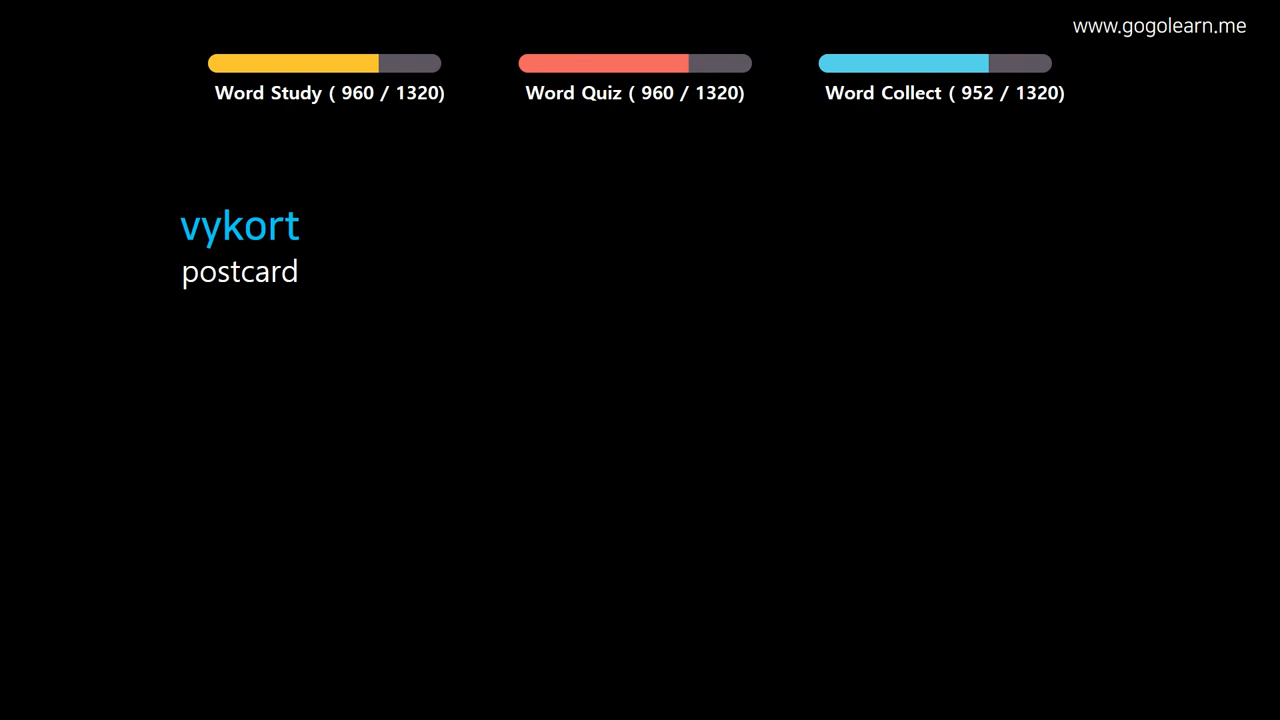 www.gogolearn.me
Word Study ( 960 / 1320)
Word Quiz ( 960 / 1320)
Word Collect ( 952 / 1320)
vykort
postcard